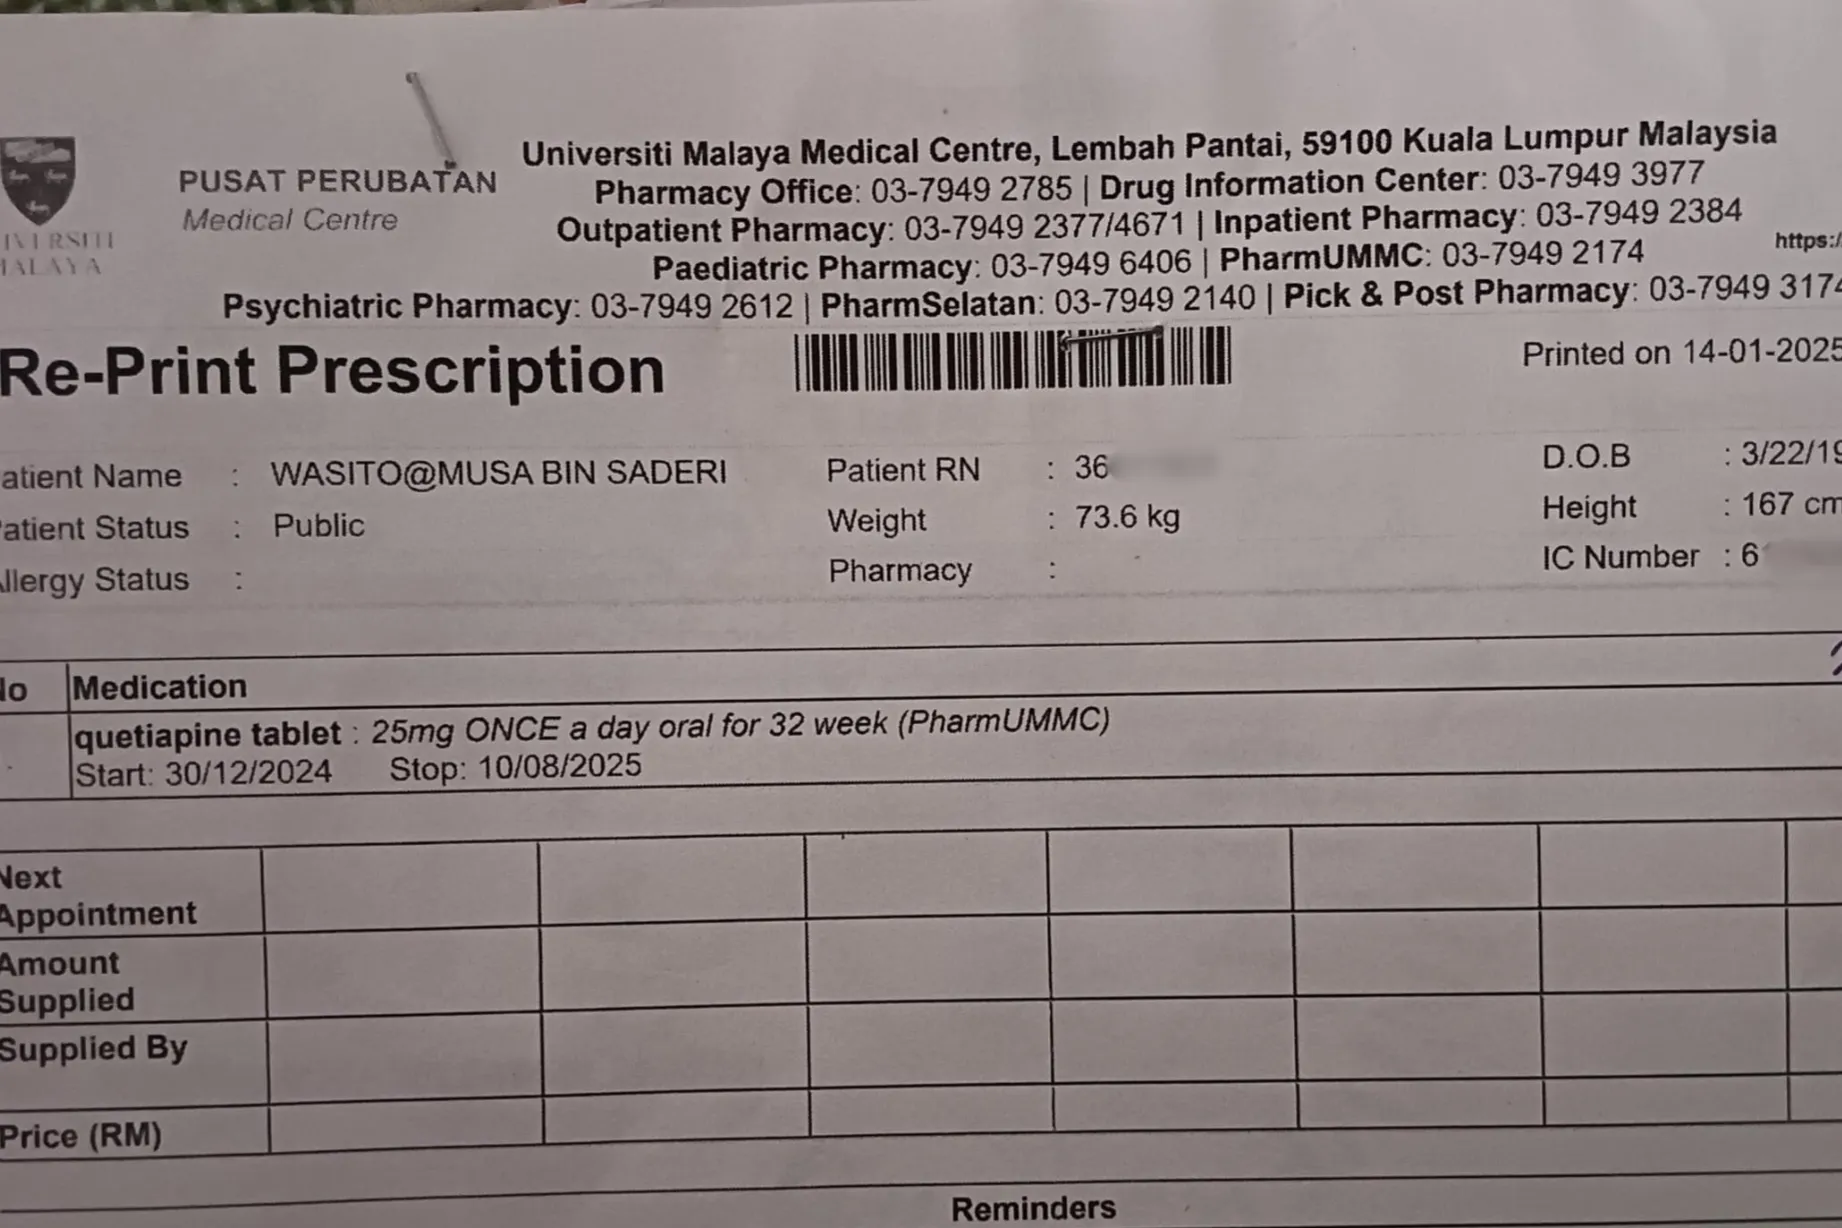 PUSAT PERUBATAN
Medical Centre
Universiti Malaya Medical Centre, Lembah Pantai, 59100 Kuala Lumpur Malaysia
Pharmacy Office: 03-7949 2785 | Drug Information Center: 03-7949 3977
Outpatient Pharmacy: 03-7949 2377/4671 | Inpatient Pharmacy: 03-7949 2384
Paediatric Pharmacy: 03-7949 6406 | PharmUMMC: 03-7949 2174
https:/
Psychiatric Pharmacy: 03-7949 2612 | PharmSelatan: 03-7949 2140 | Pick & Post Pharmacy: 03-7949 3174
Re-Print Prescription
Printed on 14-01-2025
atient Name : WASITO@MUSA BIN SADERI Patient RN : 36 D.O.B : 3/22/19
atient Status : Public Weight : 73.6 kg Height : 167 cm
llergy Status : Pharmacy : IC Number : 6
No Medication
quetiapine tablet : 25mg ONCE a day oral for 32 week (PharmUMMC)
Start: 30/12/2024 Stop: 10/08/2025
Next
Appointment
Amount
Supplied
Supplied By
Price (RM)
Reminders